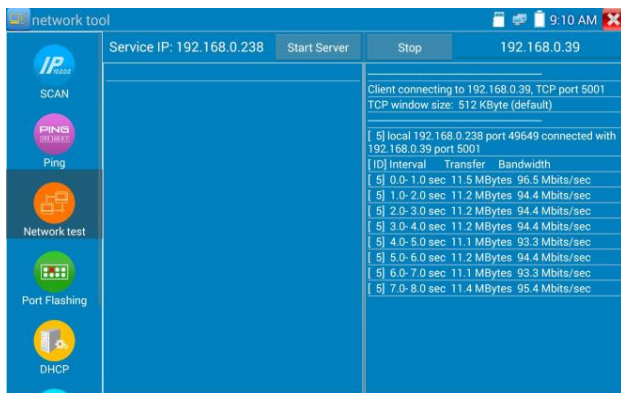 network tool
9:10 AM
IP
SCAN
PING
Ping
Network test
Port Flashing
DHCP
Service IP: 192.168.0.238
Start Server
Stop
192.168.0.39
Client connecting to 192.168.0.39, TCP port 5001
TCP window size: 512 KByte (default)
[ 5] local 192.168.0.238 port 49649 connected with
192.168.0.39 port 5001
[ID] Interval Transfer Bandwidth
[ 5] 0.0- 1.0 sec 11.5 MBytes 96.5 Mbits/sec
[ 5] 1.0- 2.0 sec 11.2 MBytes 94.4 Mbits/sec
[ 5] 2.0- 3.0 sec 11.2 MBytes 94.4 Mbits/sec
[ 5] 3.0- 4.0 sec 11.2 MBytes 94.4 Mbits/sec
[ 5] 4.0- 5.0 sec 11.1 MBytes 93.3 Mbits/sec
[ 5] 5.0- 6.0 sec 11.2 MBytes 94.4 Mbits/sec
[ 5] 6.0- 7.0 sec 11.1 MBytes 93.3 Mbits/sec
[ 5] 7.0- 8.0 sec 11.4 MBytes 95.4 Mbits/sec